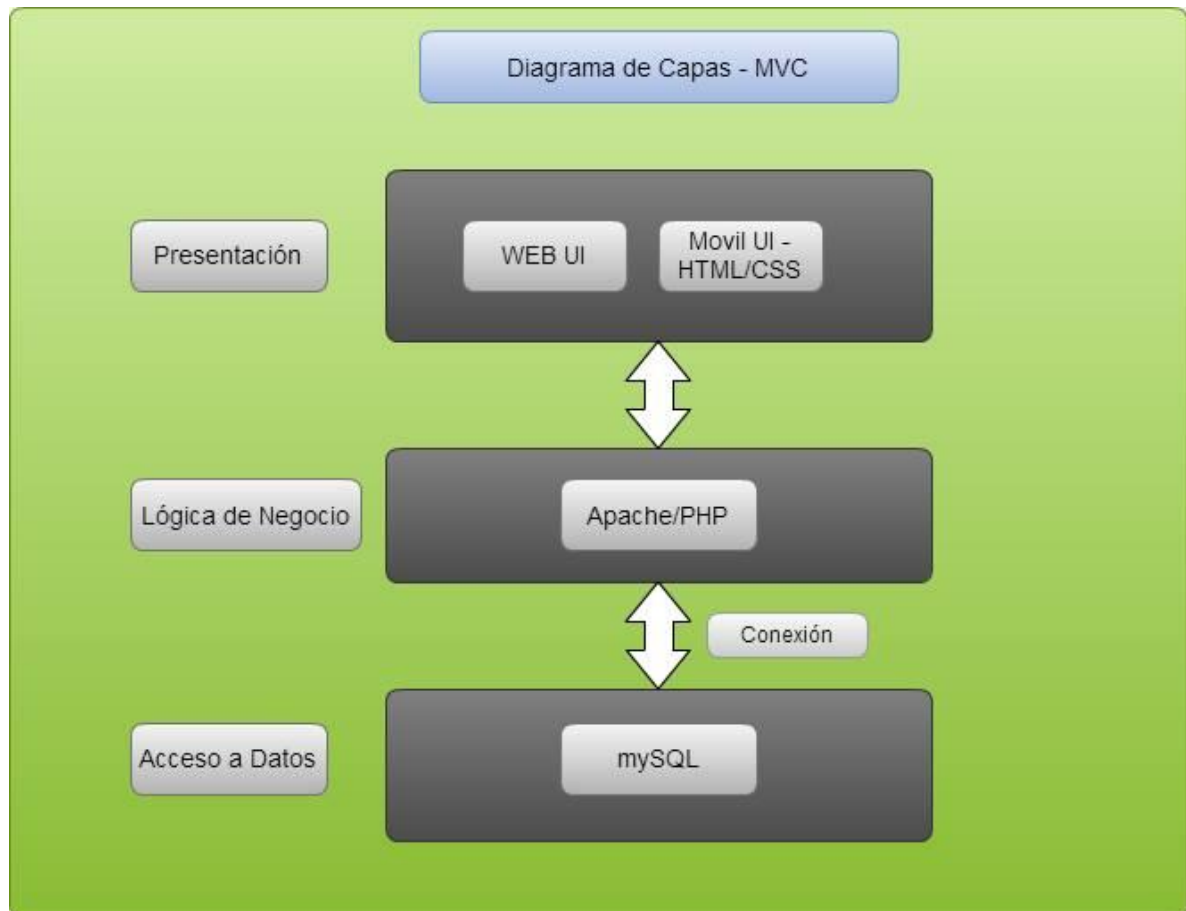 Diagrama de Capas - MVC
Presentación
WEB UI
Movil UI -
HTML/CSS
Lógica de Negocio
Apache/PHP
Conexión
Acceso a Datos
mySQL